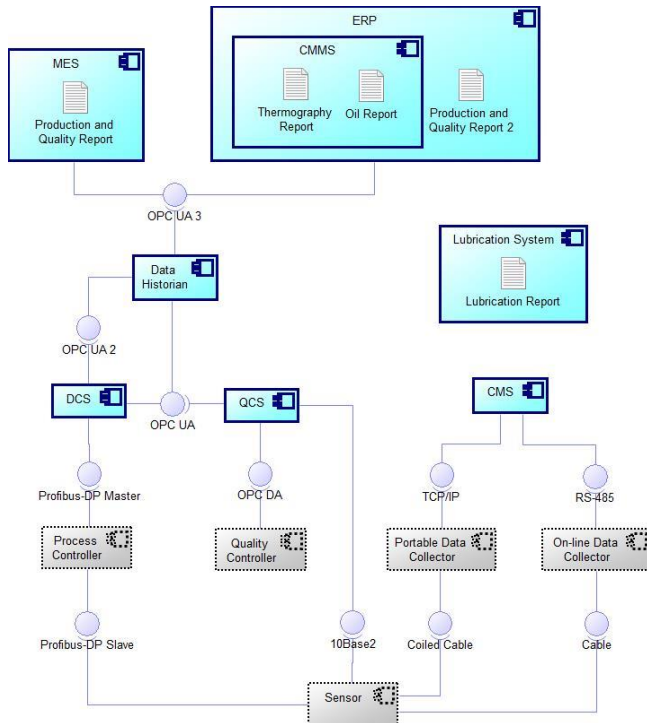 ERP
MES
CMMS
Production and
Quality Report
Thermography
Report
Oil Report
Production and
Quality Report 2
OPC UA 3
Lubrication System
Lubrication Report
Data
Historian
OPC UA 2
DCS
OPC UA
QCS
CMS
Profibus-DP Master
OPC DA
TCP/IP
RS-485
Process
Controller
Quality
Controller
Portable Data
Collector
On-line Data
Collector
Profibus-DP Slave
10Base2
Coiled Cable
Cable
Sensor